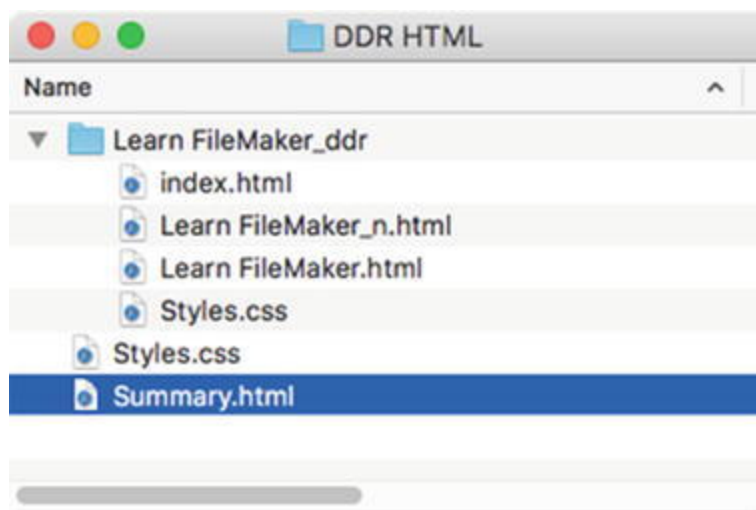 DDR HTML
Name
Learn FileMaker_ddr
index.html
Learn FileMaker_n.html
Learn FileMaker.html
Styles.css
Styles.css
Summary.html